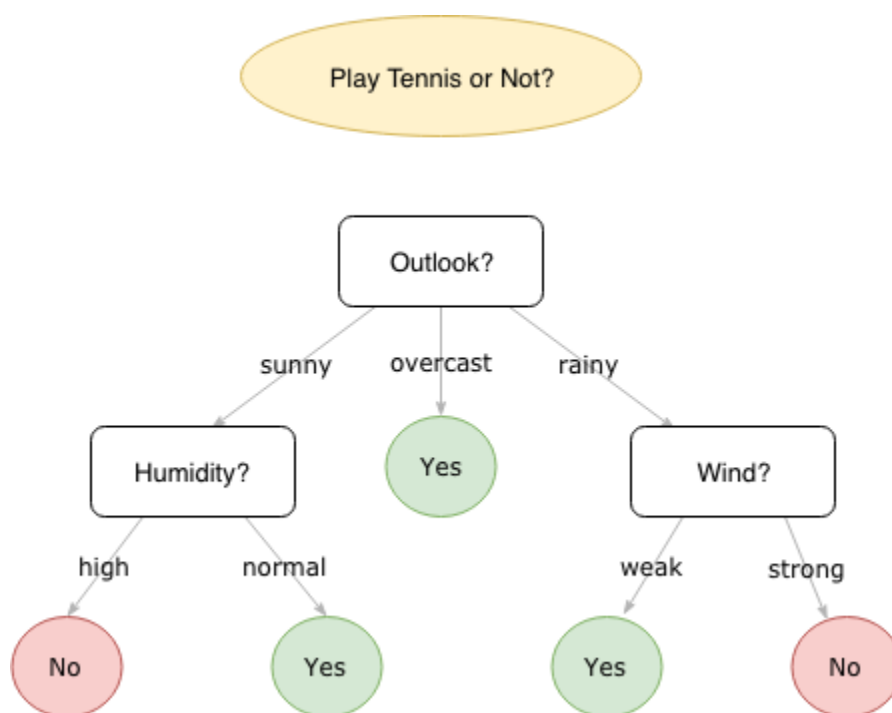 Play Tennis or Not?
Outlook?
sunny
overcast
rainy
Humidity?
Yes
Wind?
high
normal
weak
strong
No
Yes
Yes
No